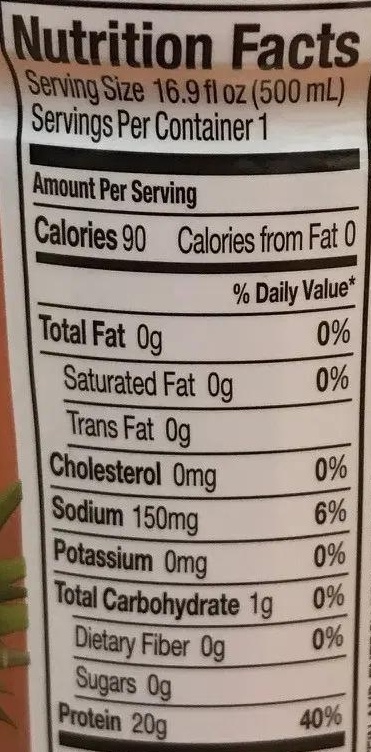 Nutrition Facts
Serving Size 16.9 fl oz (500 mL)
Servings Per Container 1
Amount Per Serving
Calories 90 Calories from Fat 0
% Daily Value*
Total Fat 0g 0%
Saturated Fat 0g 0%
Trans Fat 0g
Cholesterol 0mg 0%
Sodium 150mg 6%
Potassium 0mg 0%
Total Carbohydrate 1g 0%
Dietary Fiber 0g 0%
Sugars 0g
Protein 20g 40%